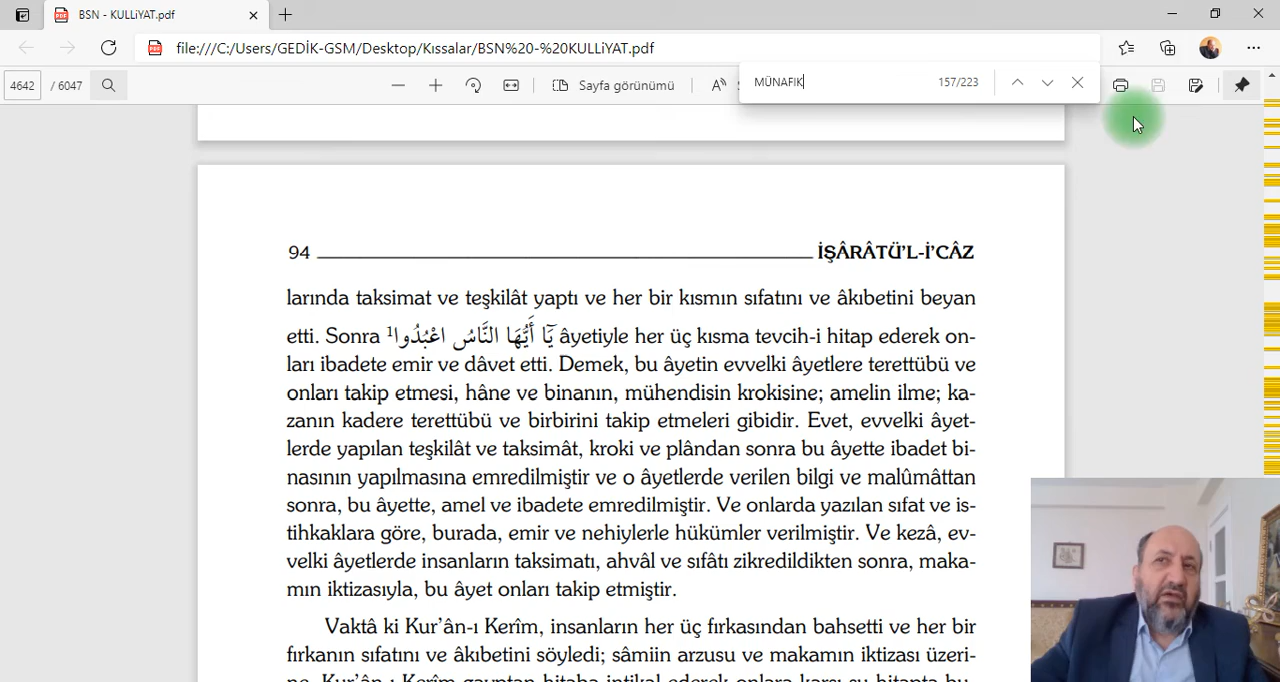 BSN - KULLiYAT.pdf
file:///C:/Users/GEDİK-GSM/Desktop/Kıssalar/BSN%20-%20KULLiYAT.pdf
4642 / 6047
Sayfa görünümü
MÜNAFIK 157/223
94 İŞÂRÂTÜ’L-İ’CÂZ
larında taksimat ve teşkilât yaptı ve her bir kısmın sıfatını ve âkıbetini beyan
etti. Sonra ¹يَٓا أَيُّهَا النَّاسُ اعْبُدُوا âyetiyle her üç kısma tevcih-i hitap ederek on-
ları ibadete emir ve dâvet etti. Demek, bu âyetin evvelki âyetlere terettübü ve
onları takip etmesi, hâne ve binanın, mühendisin krokisine; amelin ilme; ka-
zanın kadere terettübü ve birbirini takip etmeleri gibidir. Evet, evvelki âyet-
lerde yapılan teşkilât ve taksimât, kroki ve plândan sonra bu âyette ibadet bi-
nasının yapılmasına emredilmiştir ve o âyetlerde verilen bilgi ve malûmâttan
sonra, bu âyette, amel ve ibadete emredilmiştir. Ve onlarda yazılan sıfat ve is-
tihkaklara göre, burada, emir ve nehiylerle hükümler verilmiştir. Ve kezâ, ev-
velki âyetlerde insanların taksimatı, ahvâl ve sıfâtı zikredildikten sonra, maka-
mın iktizasıyla, bu âyet onları takip etmiştir.
Vaktâ ki Kur’ân-ı Kerîm, insanların her üç fırkasından bahsetti ve her bir
fırkanın sıfatını ve âkıbetini söyledi; sâmiin arzusu ve makamın iktizası üzeri-